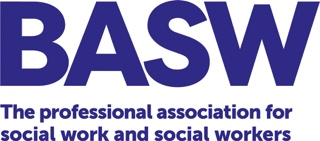 BASW
The professional association for
social work and social workers